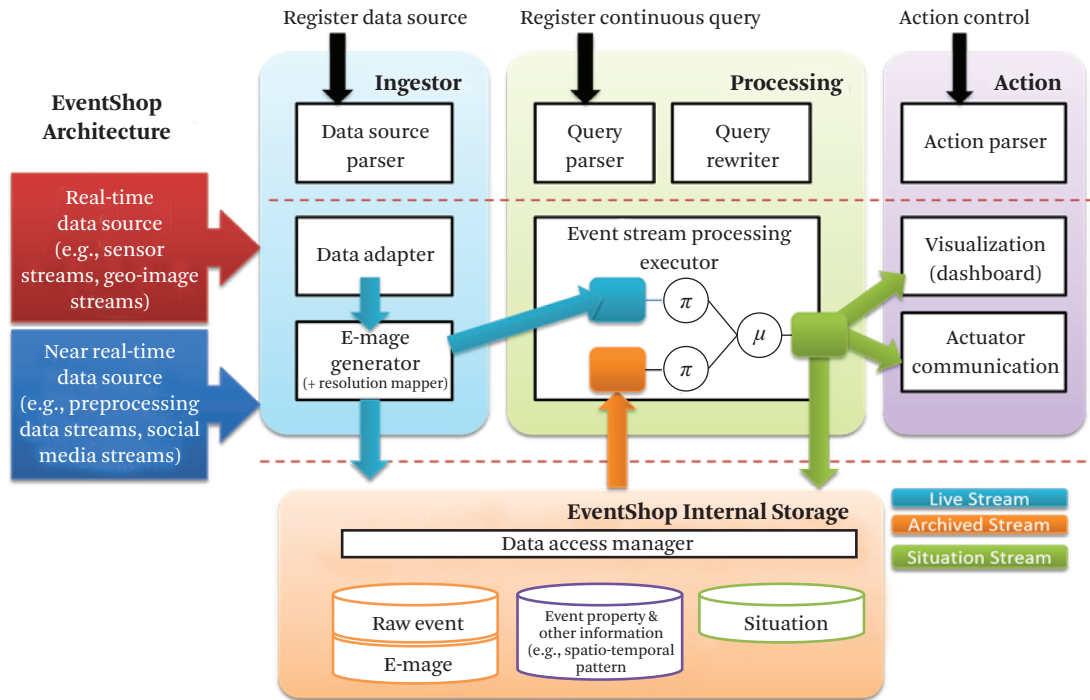 Register data source
Register continuous query
Action control
EventShop
Architecture
Ingestor
Processing
Action
Data source
parser
Query
parser
Query
rewriter
Action parser
Real-time
data source
(e.g., sensor
streams, geo-image
streams)
Near real-time
data source
(e.g., preprocessing
data streams, social
media streams)
Data adapter
E-mage
generator
(+ resolution mapper)
Event stream processing
executor
π
π
μ
Visualization
(dashboard)
Actuator
communication
EventShop Internal Storage
Data access manager
Raw event
E-mage
Event property &
other information
(e.g., spatio-temporal
pattern
Situation
Live Stream
Archived Stream
Situation Stream